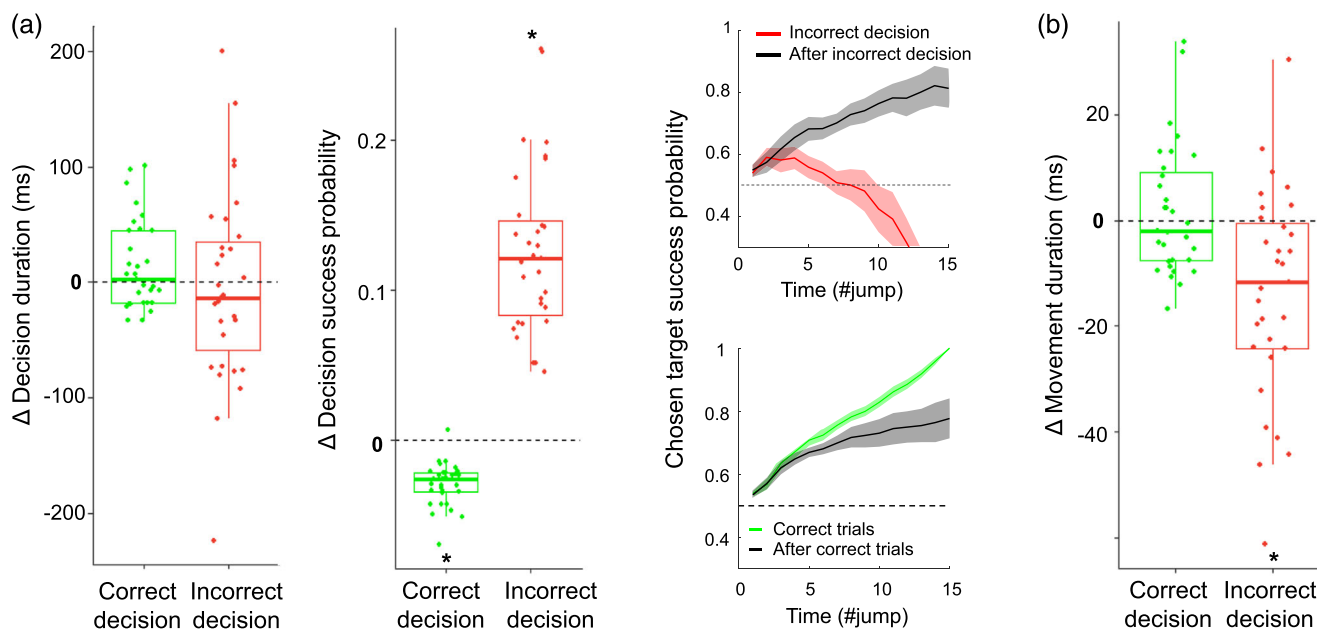 (a)
Δ Decision duration (ms)
200
100
0
-100
-200
Correct decision
Incorrect decision
Δ Decision success probability
0.2
0.1
0
*
*
Correct decision
Incorrect decision
Chosen target success probability
1
0.8
0.6
0.4
Incorrect decision
After incorrect decision
0
5
10
15
Time (#jump)
1
0.8
0.6
0.4
Correct trials
After correct trials
0
5
10
15
Time (#jump)
(b)
Δ Movement duration (ms)
20
0
-20
-40
*
Correct decision
Incorrect decision